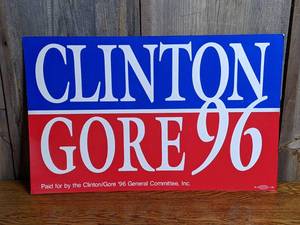 CLINTON
GORE 96
Paid for by the Clinton/Gore '96 General Committee, Inc.